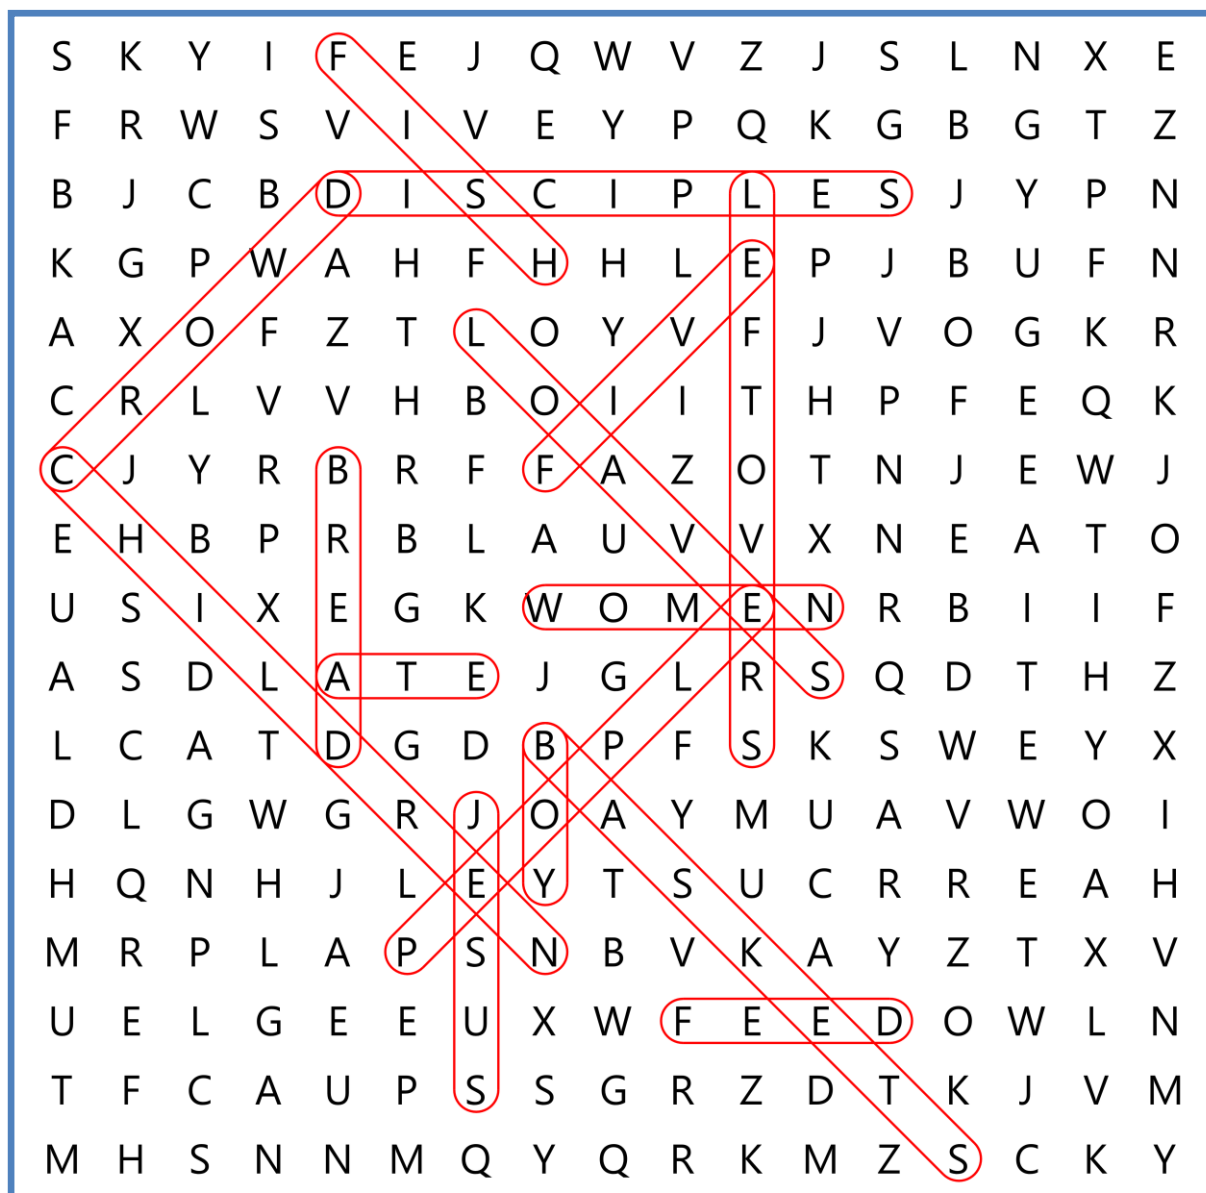 S K Y I F E J Q W V Z J S L N X E
F R W S V I V E Y P Q K G B G T Z
B J C B D I S C I P L E S J Y P N
K G P W A H F H H L E P J B U F N
A X O F Z T L O Y V F J V O G K R
C R L V V H B O I I T H P F E Q K
C J Y R B R F F A Z O T N J E W J
E H B P R B L A U V V X N E A T O
U S I X E G K W O M E N R B I I F
A S D L A T E J G L R S Q D T H Z
L C A T D G D B P F S K S W E Y X
D L G W G R J O A Y M U A V W O I
H Q N H J L E Y T S U C R R E A H
M R P L A P S N B V K A Y Z T X V
U E L G E E U X W F E E D O W L N
T F C A U P S S G R Z D T K J V M
M H S N N M Q Y Q R K M Z S C K Y